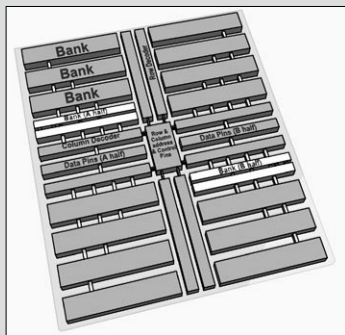 Bank
Bank
Bank
Bank (A half)
Column Decoder
Data Pins (A half)
Row Decoder
Row &
Column
address
& Control
Pins
Data Pins (B half)
Bank (B half)